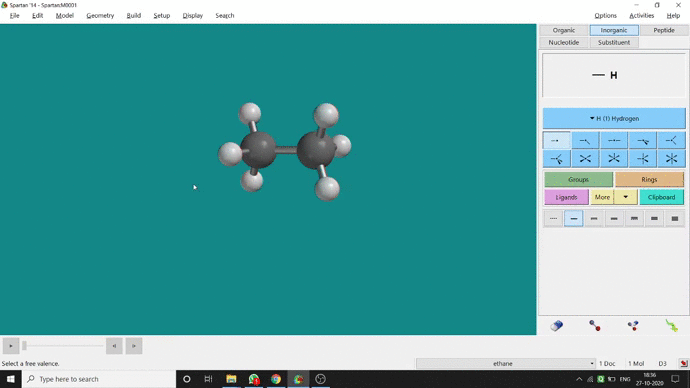 Spartan '14 - Spartan:M0001
File Edit Model Geometry Build Setup Display Search Options Activities Help
Organic Inorganic Peptide
Nucleotide Substituent
H
H (1) Hydrogen
Groups Rings
Ligands More Clipboard
Select a free valence.
ethane
1 Doc 1 Mol D3
Type here to search
18:36
27-10-2020